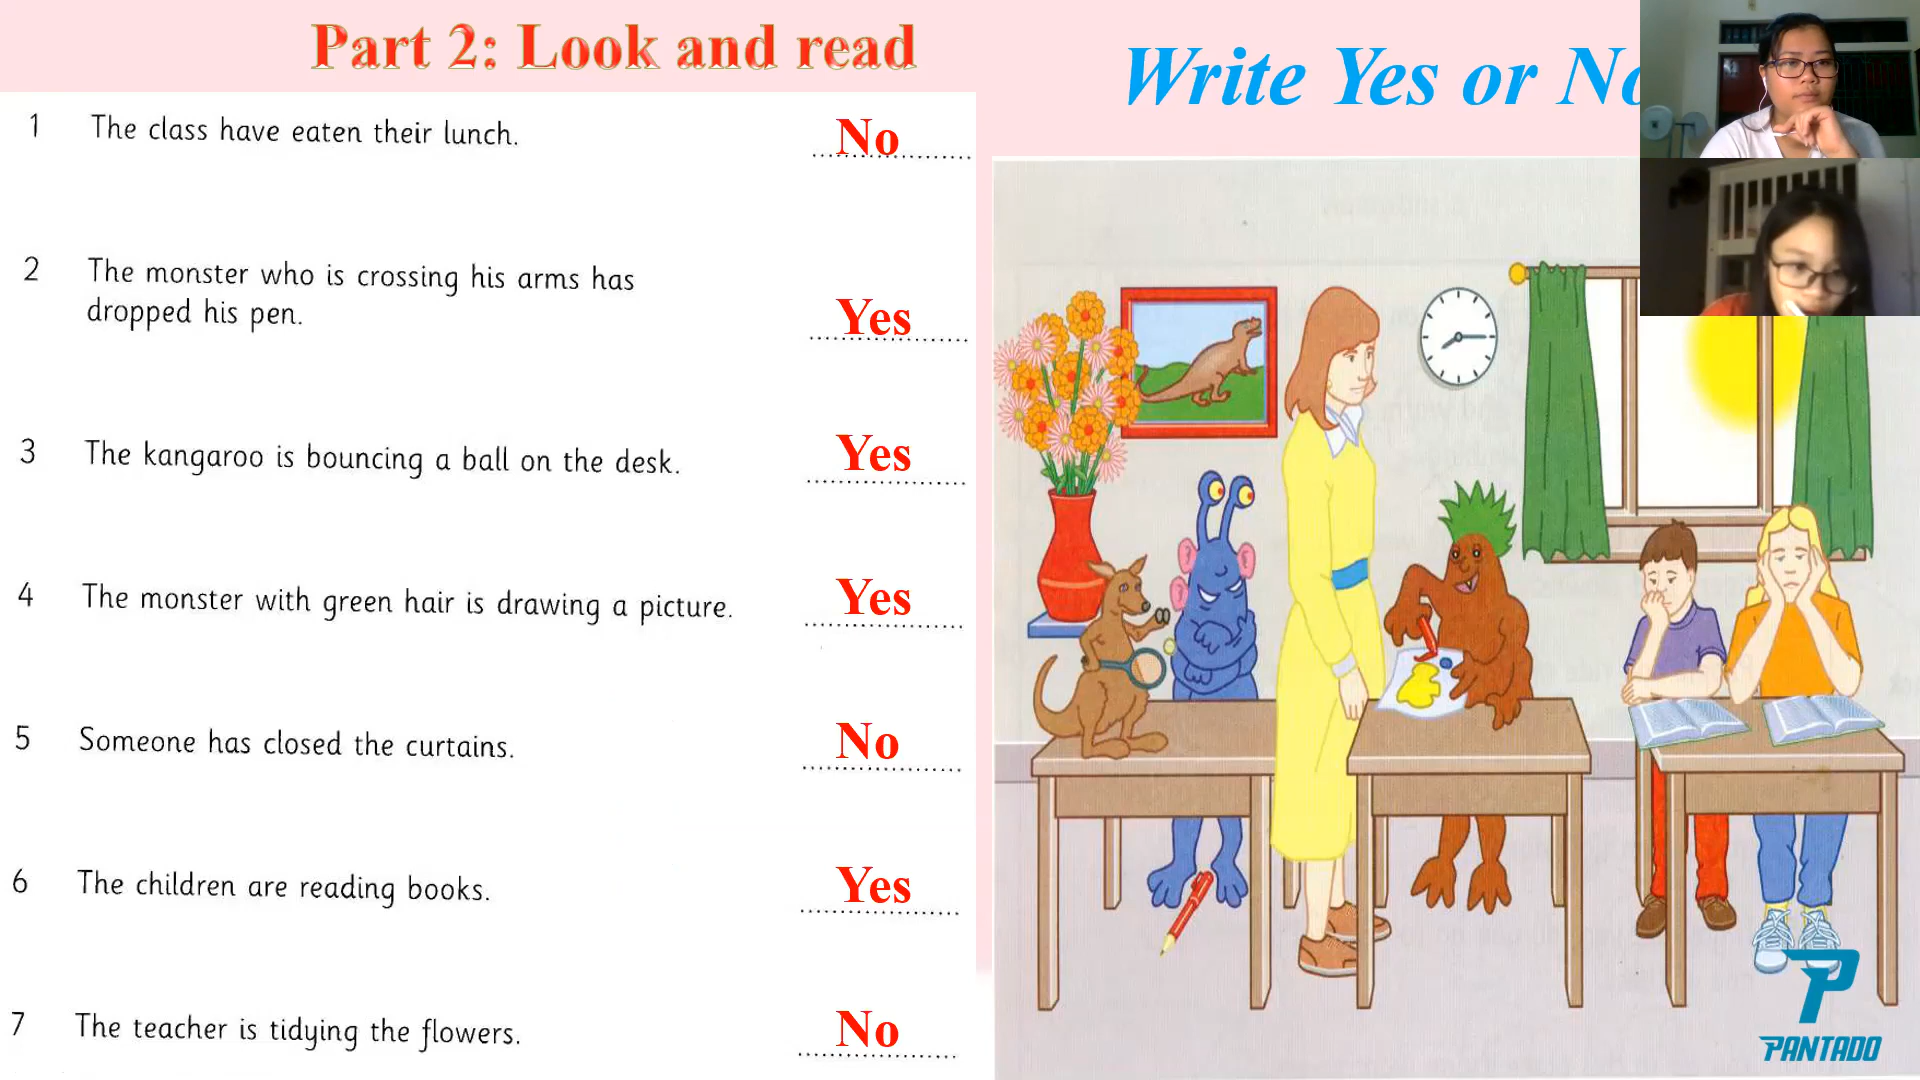 Part 2: Look and read
Write Yes or No
1 The class have eaten their lunch. No
2 The monster who is crossing his arms has
dropped his pen. Yes
3 The kangaroo is bouncing a ball on the desk. Yes
4 The monster with green hair is drawing a picture. Yes
5 Someone has closed the curtains. No
6 The children are reading books. Yes
7 The teacher is tidying the flowers. No
PANTADO